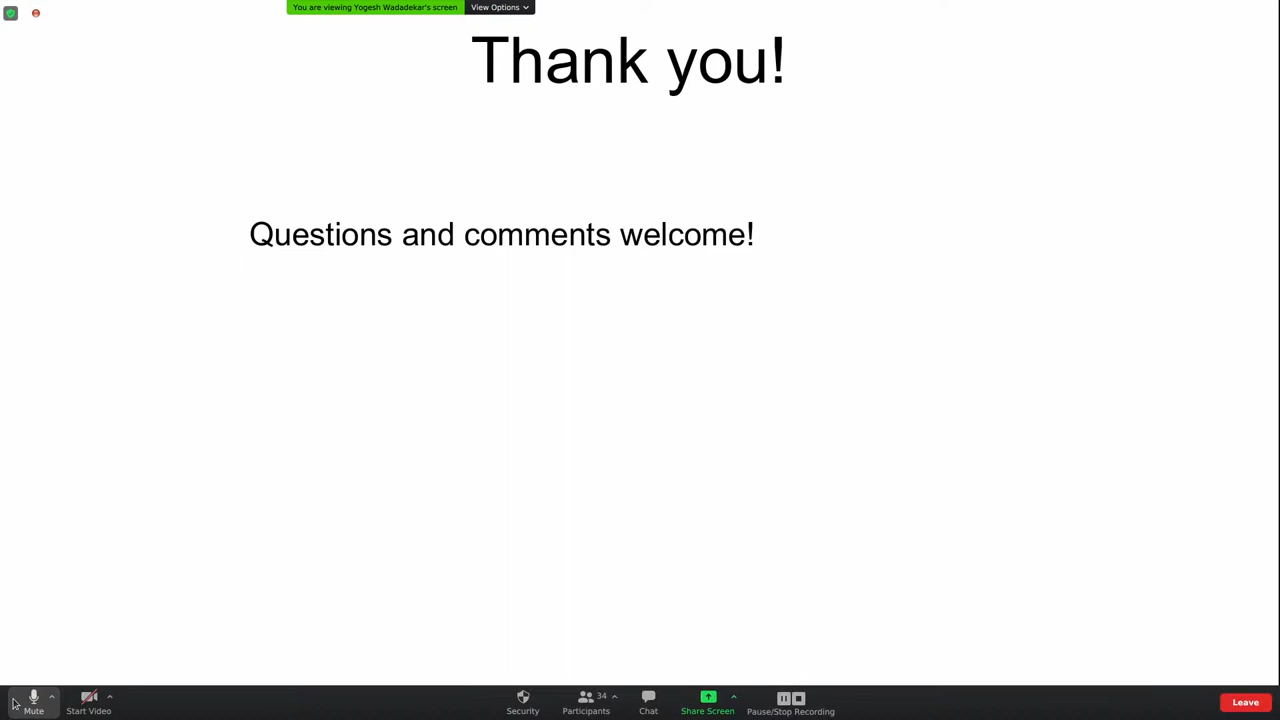 You are viewing Yogesh Wadadekar's screen
View Options
Thank you!
Questions and comments welcome!
Mute
Start Video
Security
34
Participants
Chat
Share Screen
Pause/Stop Recording
Leave